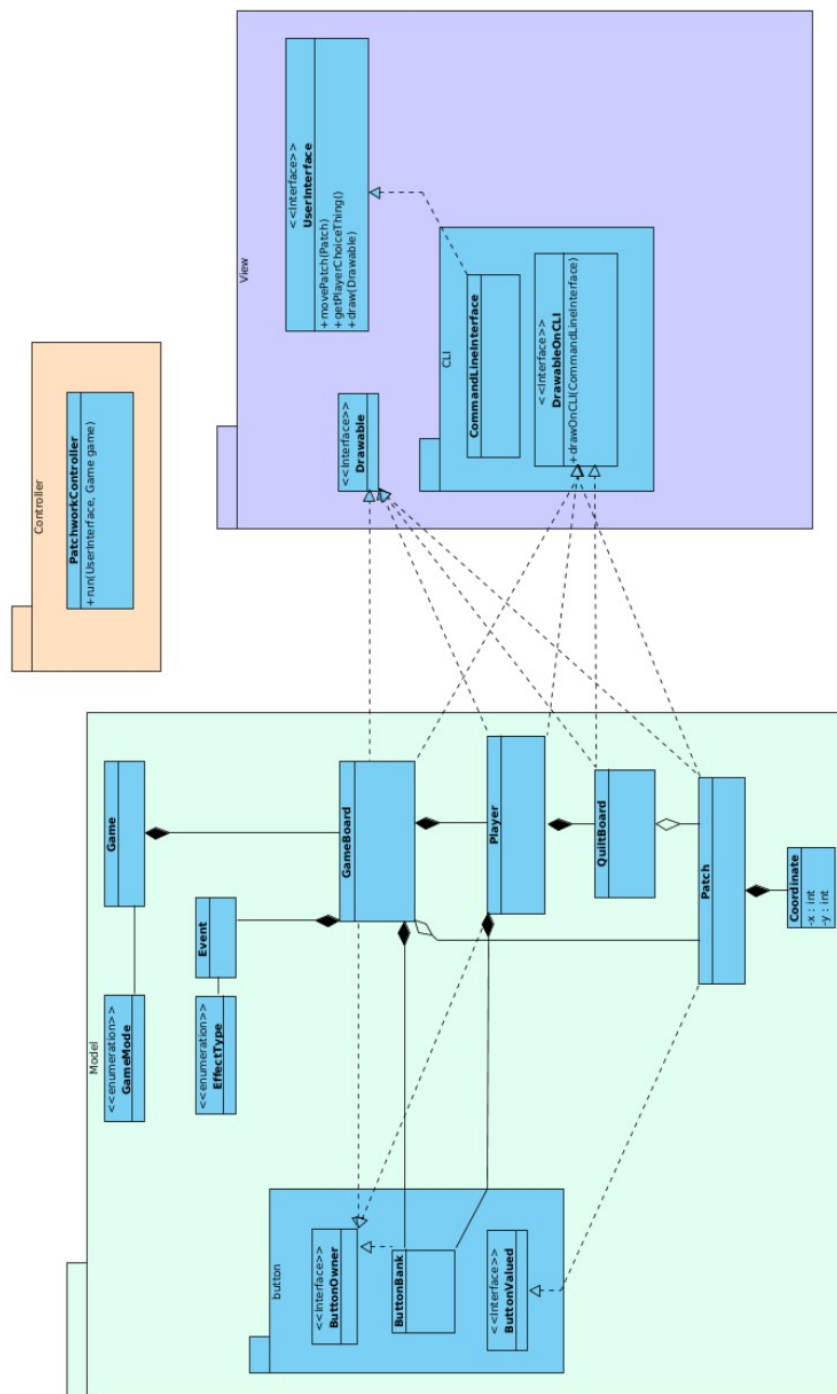 Model
<<enumeration>>
GameMode
Game
<<enumeration>>
EffectType
Event
button
<<Interface>>
ButtonOwner
ButtonBank
<<Interface>>
ButtonValued
GameBoard
Player
QuiltBoard
Patch
Coordinate
-x : int
-y : int
Controller
PatchworkController
+run(UserInterface, Game game)
View
<<Interface>>
UserInterface
+movePatch(Patch)
+getPlayerChoiceThing()
+draw(Drawable)
<<Interface>>
Drawable
CLI
CommandLineInterface
<<Interface>>
DrawableOnCLI
+drawOnCLI(CommandLineInterface)